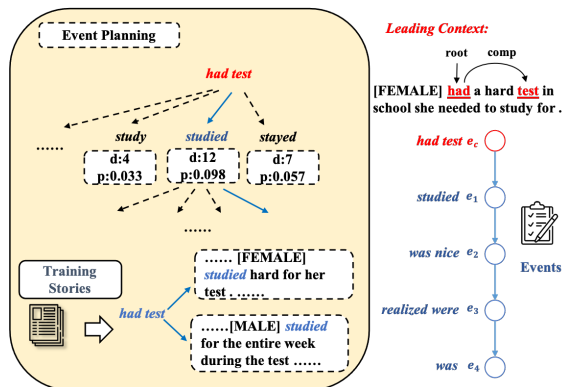 Event Planning
had test
......
study
studied
stayed
d:4
p:0.033
d:12
p:0.098
d:7
p:0.057
......
Training
Stories
had test
...... [FEMALE]
studied hard for her
test . ......
......[MALE] studied
for the entire week
during the test ......
Leading Context:
root
comp
[FEMALE] had a hard test in
school she needed to study for .
had test e_c
studied e_1
was nice e_2
Events
realized were e_3
was e_4